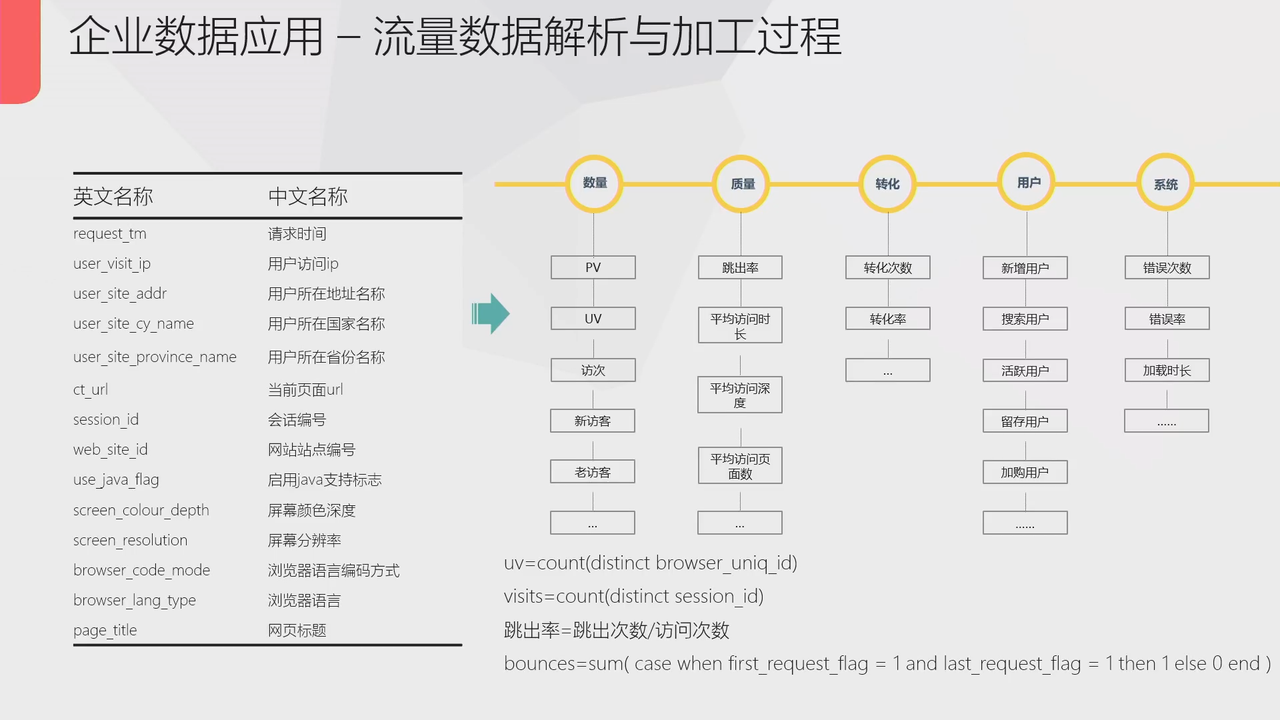 企业数据应用 – 流量数据解析与加工过程
英文名称 中文名称
request_tm 请求时间
user_visit_ip 用户访问ip
user_site_addr 用户所在地址名称
user_site_cy_name 用户所在国家名称
user_site_province_name 用户所在省份名称
ct_url 当前页面url
session_id 会话编号
web_site_id 网站站点编号
use_java_flag 启用java支持标志
screen_colour_depth 屏幕颜色深度
screen_resolution 屏幕分辨率
browser_code_mode 浏览器语言编码方式
browser_lang_type 浏览器语言
page_title 网页标题
数量
PV
UV
访次
新访客
老访客
...
质量
跳出率
平均访问时
长
平均访问深
度
平均访问页
面数
...
转化
转化次数
转化率
...
用户
新增用户
搜索用户
活跃用户
留存用户
加购用户
......
系统
错误次数
错误率
加载时长
......
uv=count(distinct browser_uniq_id)
visits=count(distinct session_id)
跳出率=跳出次数/访问次数
bounces=sum( case when first_request_flag = 1 and last_request_flag = 1 then 1 else 0 end )